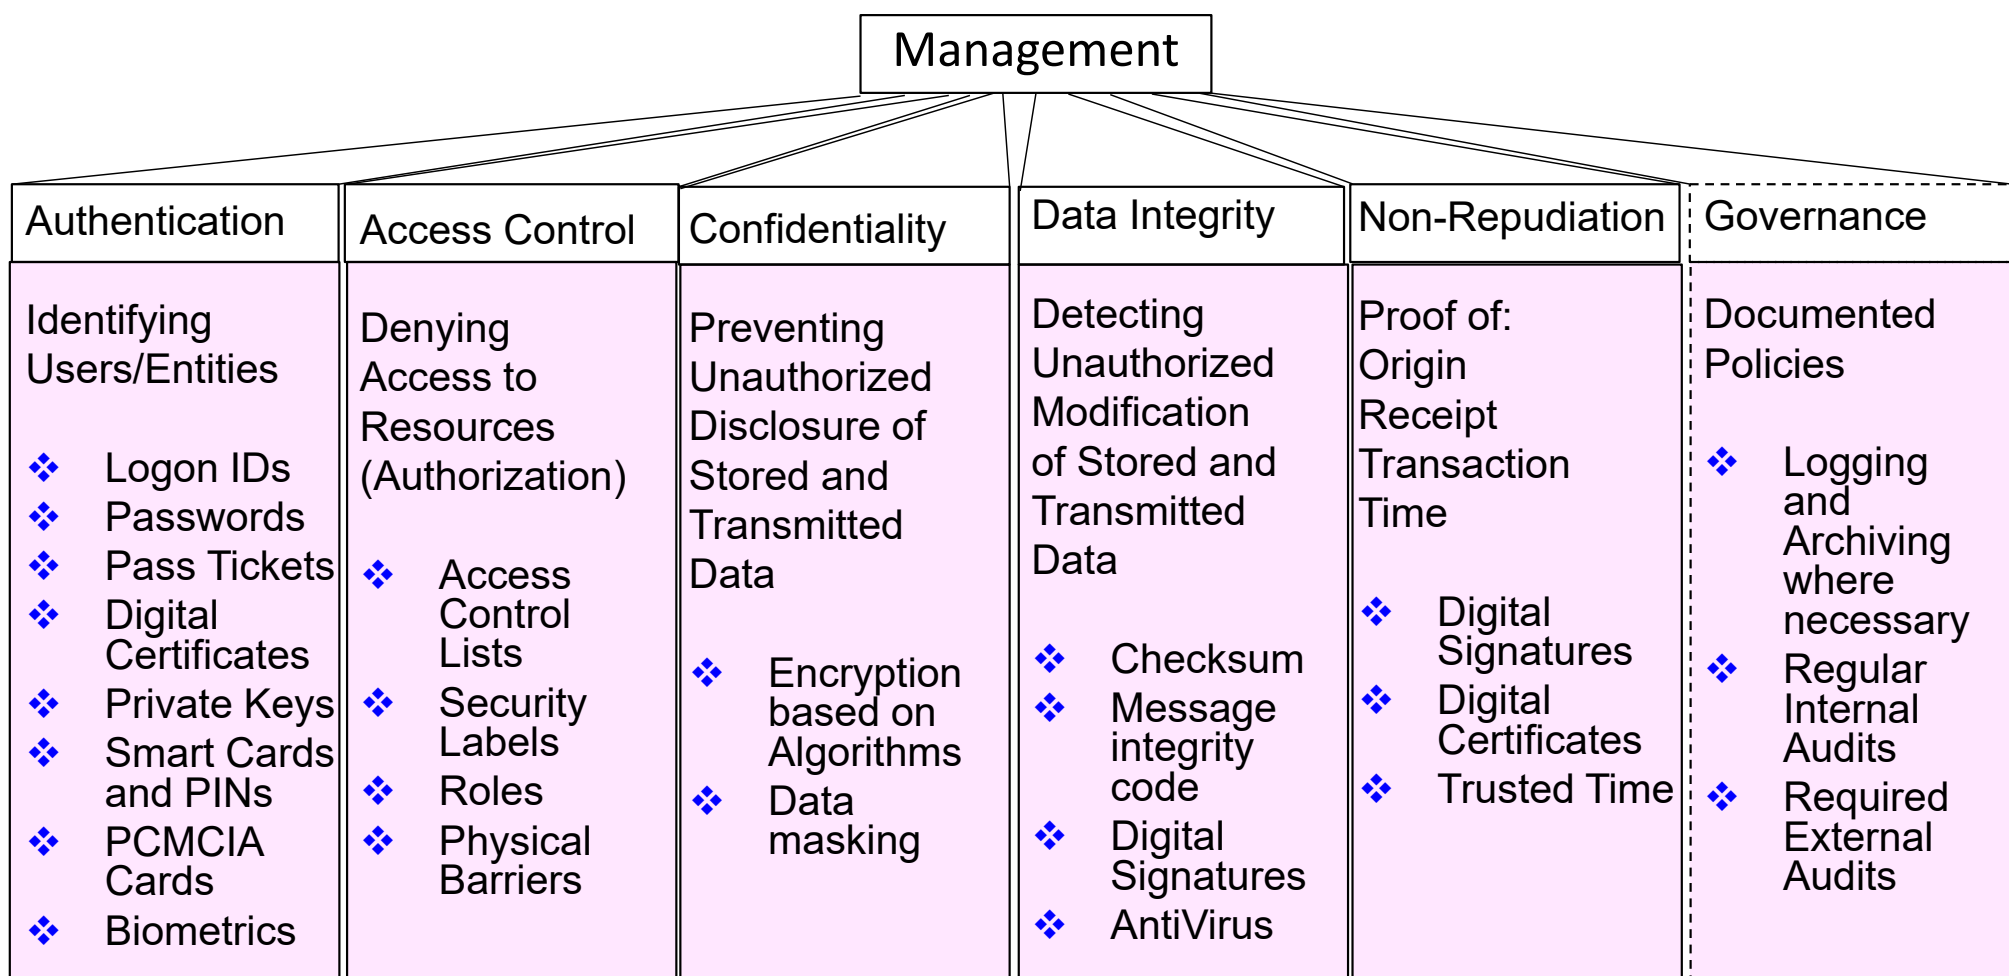 Management
Authentication
Identifying
Users/Entities
Logon IDs
Passwords
Pass Tickets
Digital
Certificates
Private Keys
Smart Cards
and PINs
PCMCIA
Cards
Biometrics
Access Control
Denying
Access to
Resources
(Authorization)
Access
Control
Lists
Security
Labels
Roles
Physical
Barriers
Confidentiality
Preventing
Unauthorized
Disclosure of
Stored and
Transmitted
Data
Encryption
based on
Algorithms
Data
masking
Data Integrity
Detecting
Unauthorized
Modification
of Stored and
Transmitted
Data
Checksum
Message
integrity
code
Digital
Signatures
AntiVirus
Non-Repudiation
Proof of:
Origin
Receipt
Transaction
Time
Digital
Signatures
Digital
Certificates
Trusted Time
Governance
Documented
Policies
Logging
and
Archiving
where
necessary
Regular
Internal
Audits
Required
External
Audits